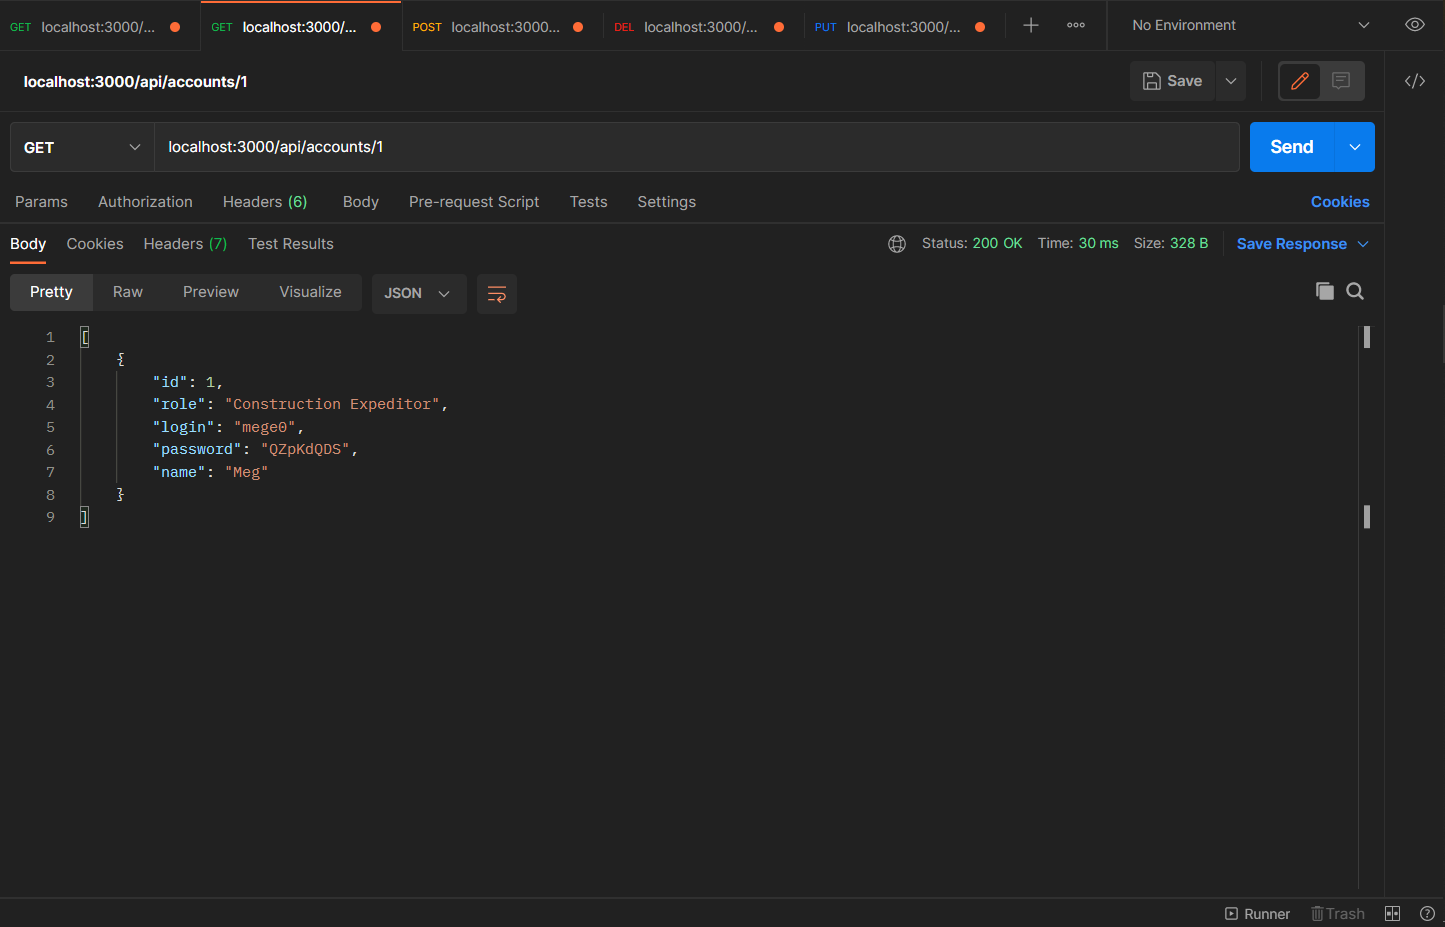 GET localhost:3000/... GET localhost:3000/... POST localhost:3000... DEL localhost:3000/... PUT localhost:3000/... No Environment
localhost:3000/api/accounts/1 Save
GET localhost:3000/api/accounts/1 Send
Params Authorization Headers (6) Body Pre-request Script Tests Settings Cookies
Body Cookies Headers (7) Test Results Status: 200 OK Time: 30 ms Size: 328 B Save Response
Pretty Raw Preview Visualize JSON
1 [
2 {
3 "id": 1,
4 "role": "Construction Expeditor",
5 "login": "mege0",
6 "password": "QZpKdQDS",
7 "name": "Meg"
8 }
9 ]
Runner Trash